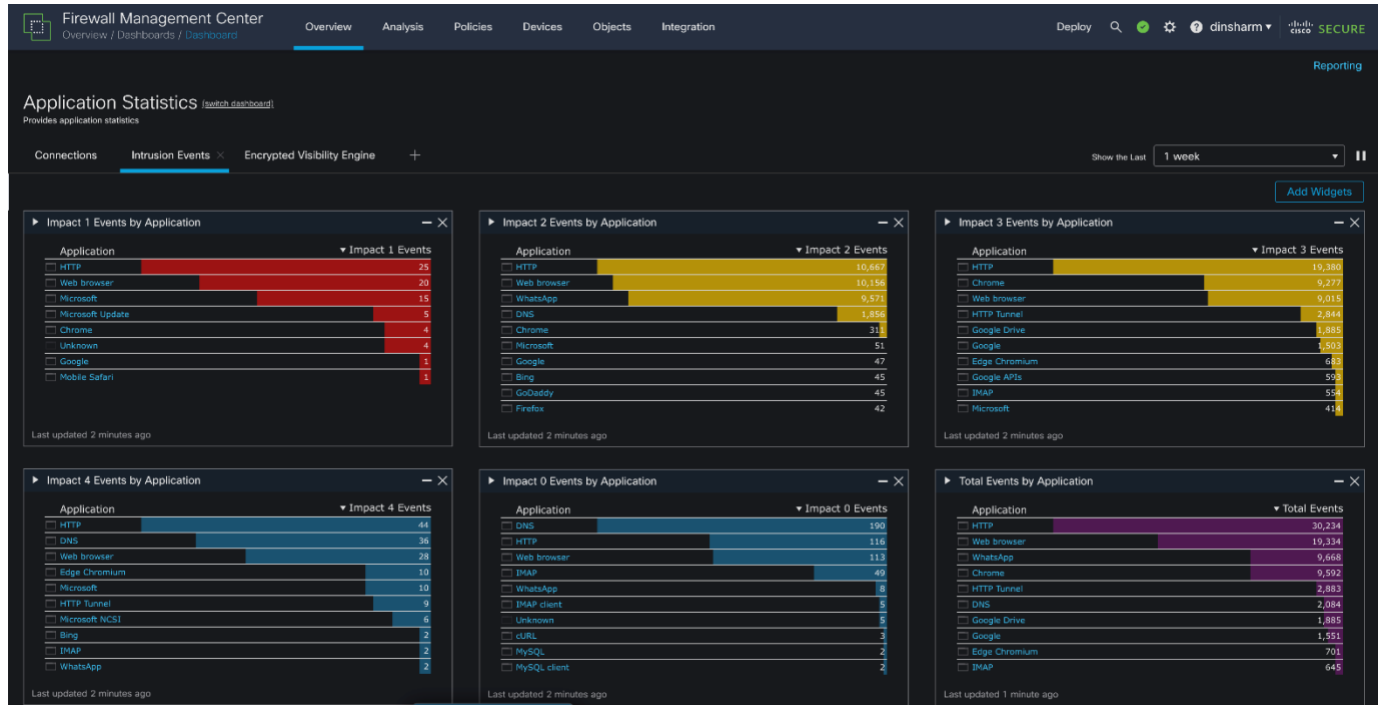 Firewall Management Center
Overview / Dashboards / Dashboard
Overview Analysis Policies Devices Objects Integration
Deploy dinsharm cisco SECURE
Reporting
Application Statistics (switch dashboard)
Provides application statistics
Connections Intrusion Events Encrypted Visibility Engine
Show the Last 1 week
Add Widgets
Impact 1 Events by Application
Application Impact 1 Events
HTTP 25
Web browser 20
Microsoft 15
Microsoft Update 5
Chrome 4
Unknown 4
Google 1
Mobile Safari 1
Last updated 2 minutes ago
Impact 2 Events by Application
Application Impact 2 Events
HTTP 10,667
Web browser 10,156
WhatsApp 9,571
DNS 1,856
Chrome 311
Microsoft 51
Google 47
Bing 45
GoDaddy 45
Firefox 42
Last updated 2 minutes ago
Impact 3 Events by Application
Application Impact 3 Events
HTTP 19,380
Chrome 9,277
Web browser 9,015
HTTP Tunnel 2,844
Google Drive 1,885
Google 1,503
Edge Chromium 683
Google APIs 593
IMAP 554
Microsoft 414
Last updated 2 minutes ago
Impact 4 Events by Application
Application Impact 4 Events
HTTP 44
DNS 36
Web browser 28
Edge Chromium 10
Microsoft 10
HTTP Tunnel 9
Microsoft NCSI 6
Bing 2
IMAP 2
WhatsApp 2
Last updated 2 minutes ago
Impact 0 Events by Application
Application Impact 0 Events
DNS 190
HTTP 116
Web browser 113
IMAP 49
WhatsApp 8
IMAP client 5
Unknown 5
cURL 3
MySQL 2
MySQL client 2
Last updated 2 minutes ago
Total Events by Application
Application Total Events
HTTP 30,234
Web browser 19,334
WhatsApp 9,668
Chrome 9,592
HTTP Tunnel 2,883
DNS 2,084
Google Drive 1,885
Google 1,551
Edge Chromium 701
IMAP 645
Last updated 1 minute ago